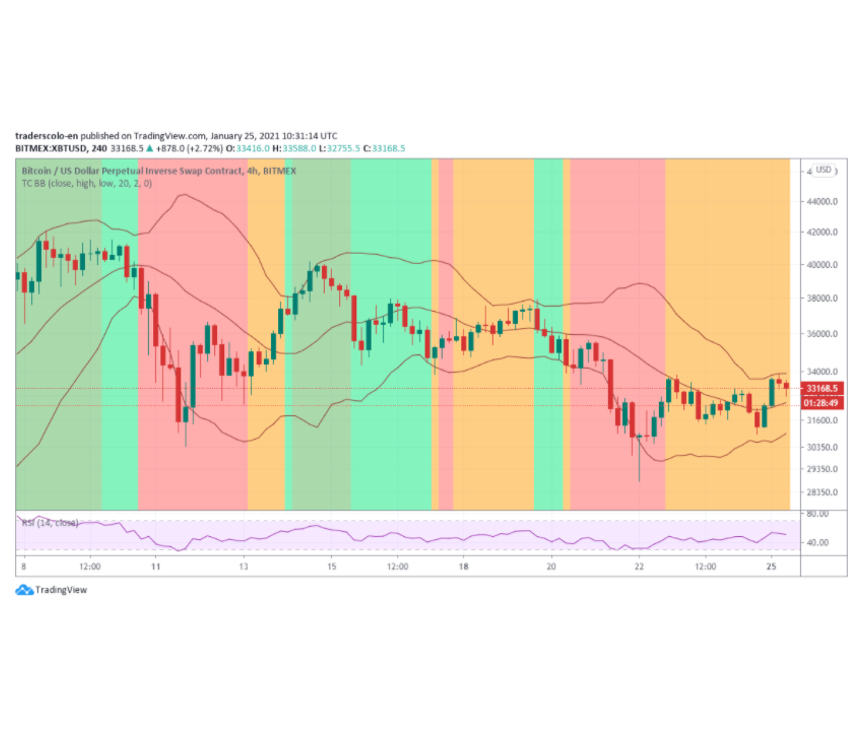 traderscolo-en published on TradingView.com, January 25, 2021 10:31:14 UTC
BITMEX:XBTUSD, 240 33168.5 ▲ +878.0 (+2.72%) O:33416.0 H:33588.0 L:32755.5 C:33168.5
Bitcoin / US Dollar Perpetual Inverse Swap Contract, 4h, BITMEX
USD
TC BB (close, high, low, 20, 2, 0)
44000.0
42000.0
40000.0
38000.0
36000.0
34000.0
33168.5
01:28:49
31600.0
30350.0
29350.0
28350.0
80.00
RSI (14, close)
40.00
8 12:00 11 13 15 12:00 18 20 22 12:00 25
TradingView